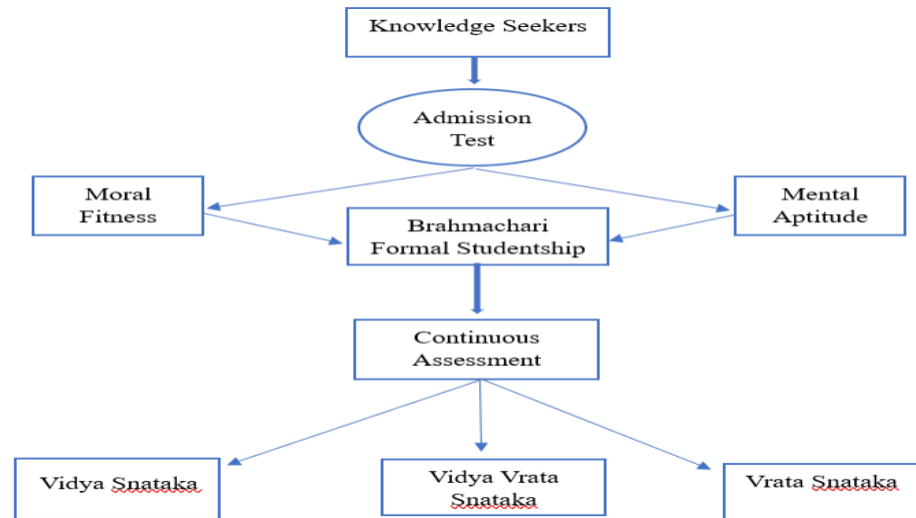 Knowledge Seekers
Admission
Test
Moral
Fitness
Mental
Aptitude
Brahmachari
Formal Studentship
Continuous
Assessment
Vidya Snataka
Vidya Vrata
Snataka
Vrata Snataka